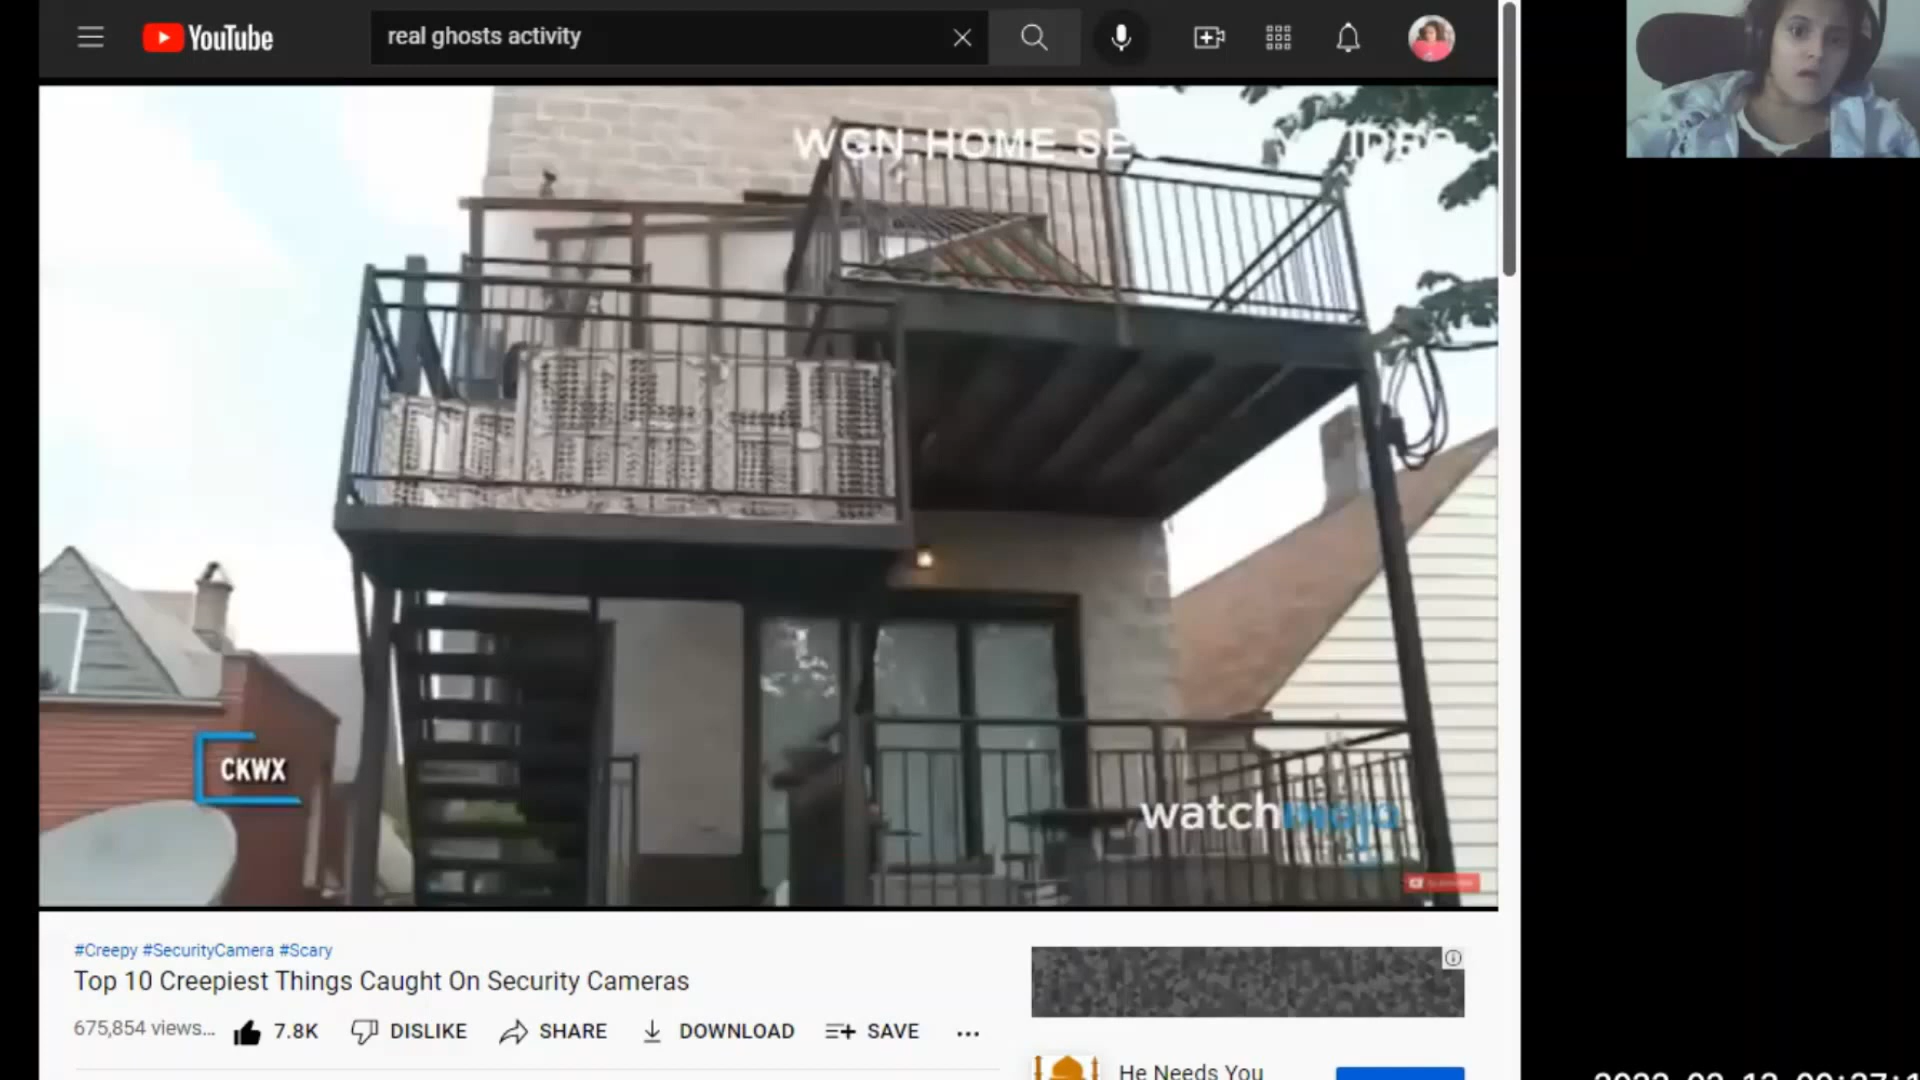 YouTube
real ghosts activity
WGN:HOME SE
CKWX
watchmojo
#Creepy #SecurityCamera #Scary
Top 10 Creepiest Things Caught On Security Cameras
675,854 views...
7.8K
DISLIKE
SHARE
DOWNLOAD
SAVE
He Needs You